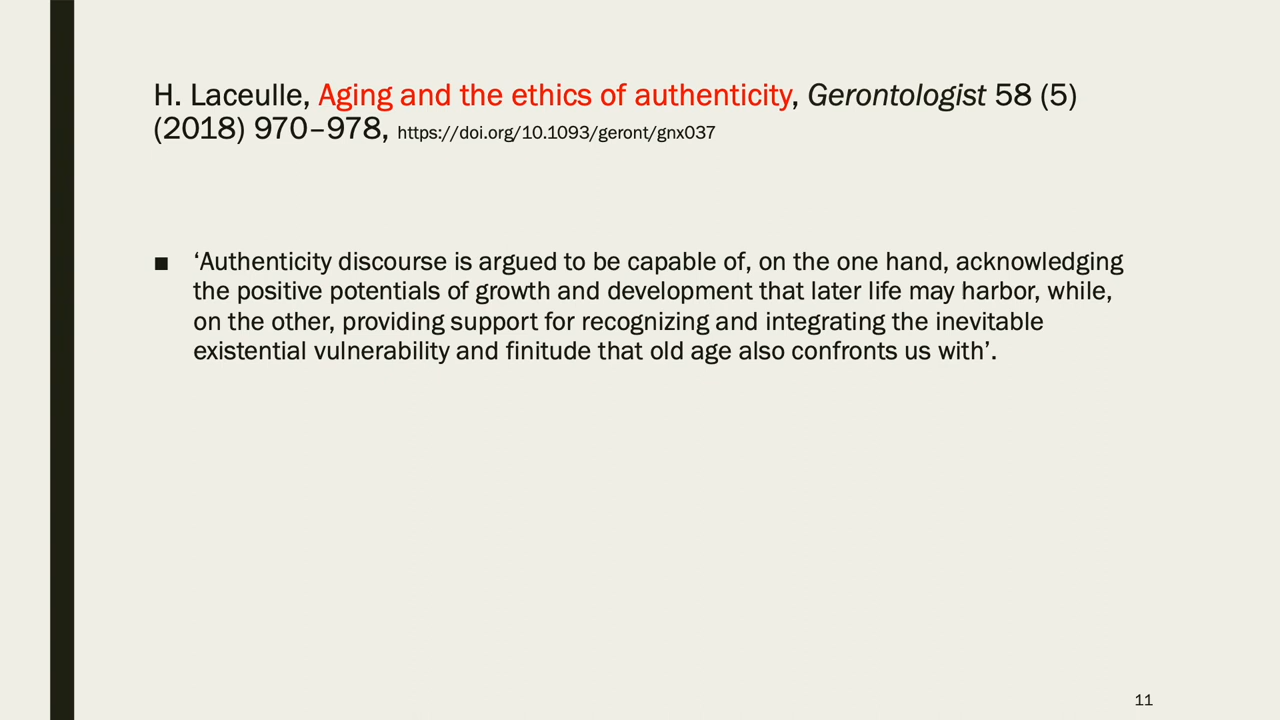 H. Laceulle, Aging and the ethics of authenticity, Gerontologist 58 (5)
(2018) 970–978, https://doi.org/10.1093/geront/gnx037
■ ‘Authenticity discourse is argued to be capable of, on the one hand, acknowledging
the positive potentials of growth and development that later life may harbor, while,
on the other, providing support for recognizing and integrating the inevitable
existential vulnerability and finitude that old age also confronts us with’.
11